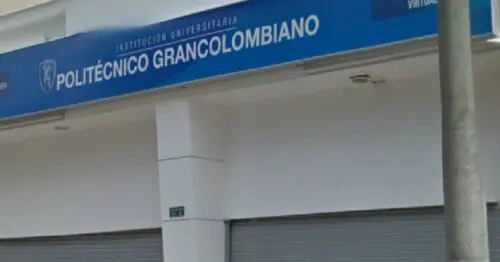 INSTITUCIÓN UNIVERSITARIA
POLITÉCNICO GRANCOLOMBIANO